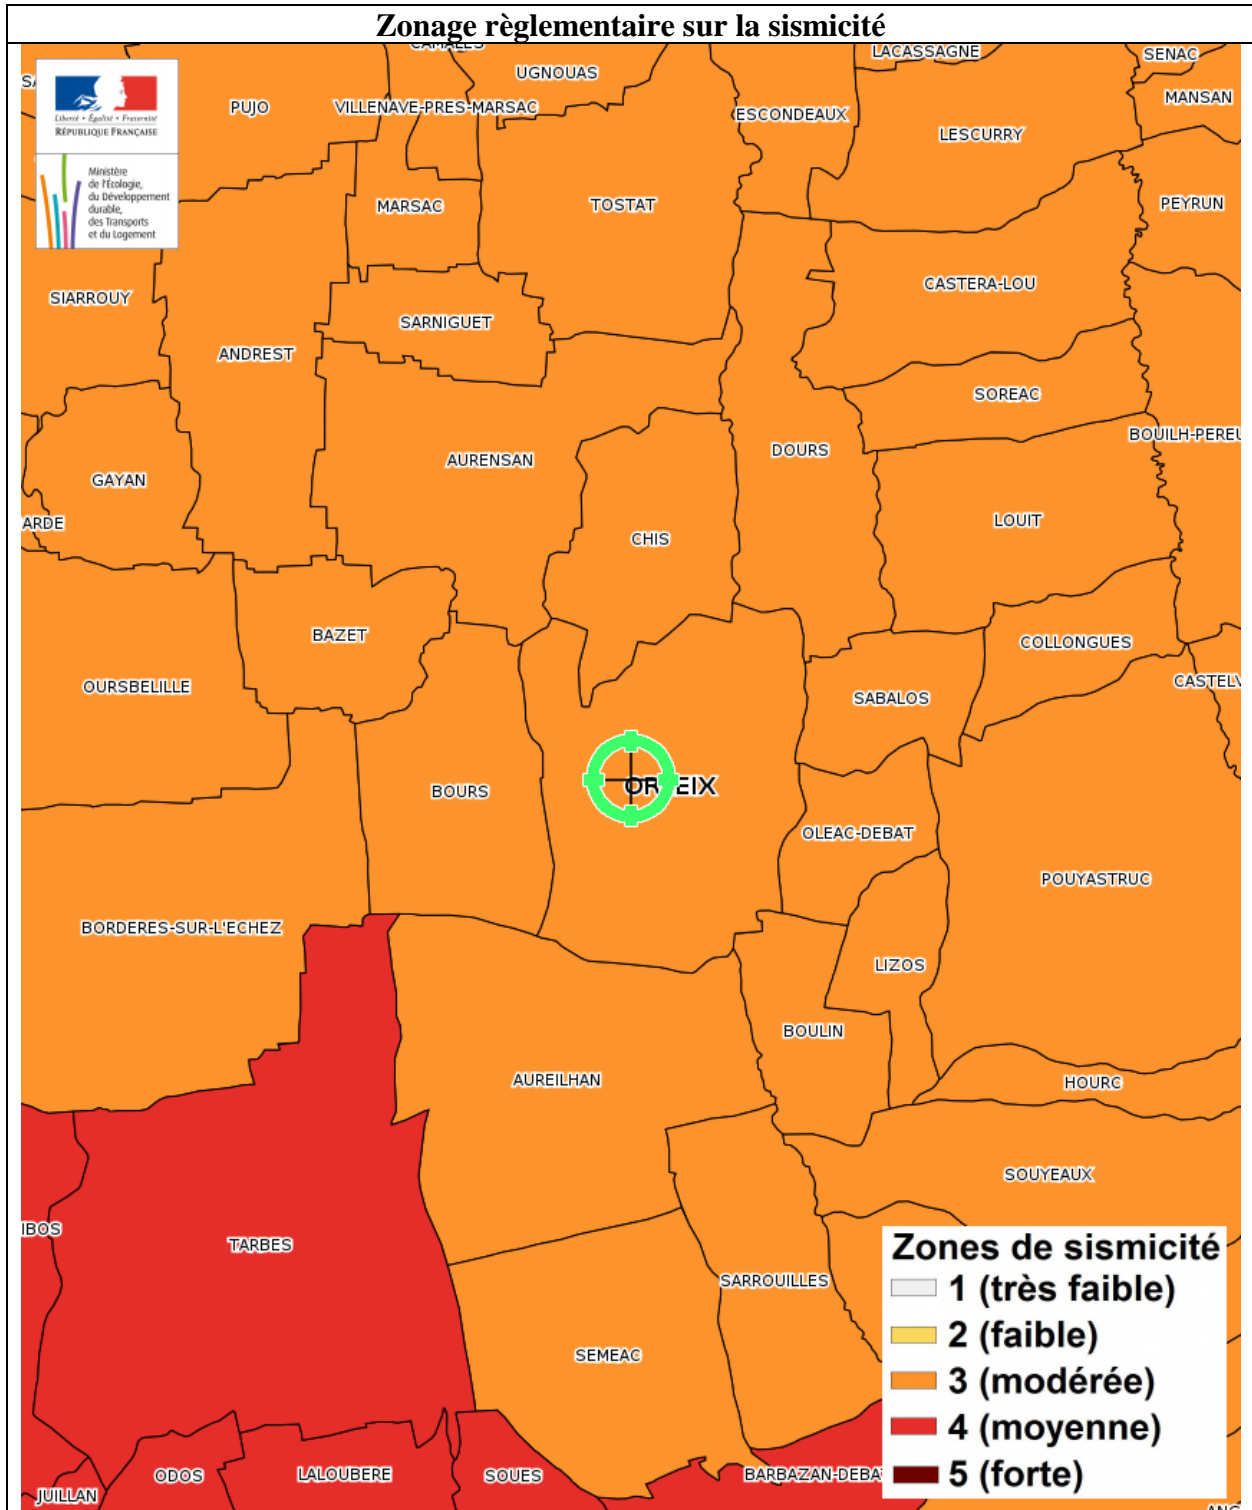 Zonage règlementaire sur la sismicité
UGNOUAS
LACASSAGNE
SENAC
PUJO
VILLENAVE-PRES-MARSAC
ESCONDEAUX
LESCURRY
MANSAN
Liberté • Égalité • Fraternité
RÉPUBLIQUE FRANÇAISE
Ministère
de l'Écologie,
du Développement
durable,
des Transports
et du Logement
MARSAC
TOSTAT
PEYRUN
SIARROUY
CASTERA-LOU
SARNIGUET
ANDREST
SOREAC
BOUILH-PEREU
AURENSAN
DOURS
GAYAN
ARDE
LOUIT
CHIS
BAZET
COLLONGUES
OURSBELILLE
SABALOS
CASTELV
BOURS
OLEAC-DEBAT
POUYASTRUC
BORDERES-SUR-L'ECHEZ
LIZOS
BOULIN
AUREILHAN
HOURC
SOUYEAUX
IBOS
TARBES
SARROUILLES
SEMEAC
Zones de sismicité
1 (très faible)
2 (faible)
3 (modérée)
4 (moyenne)
5 (forte)
ODOS
LALOUBERE
SOUES
BARBAZAN-DEBA
JUILLAN